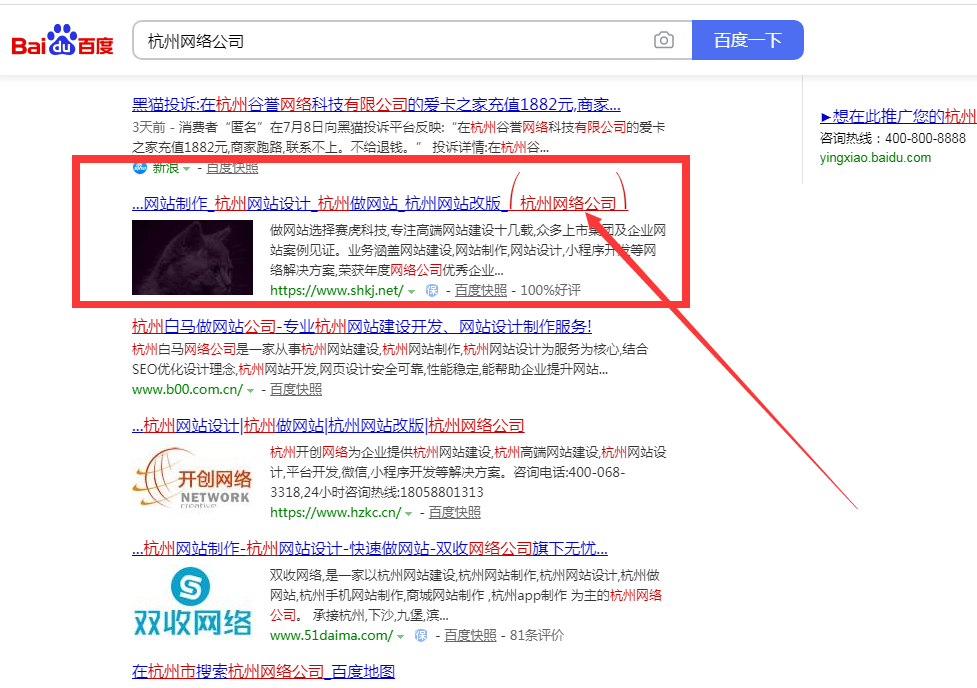 Bai du 百度
杭州网络公司
百度一下
黑猫投诉:在杭州谷誉网络科技有限公司的爱卡之家充值1882元,商家...
3天前 - 消费者“匿名”在7月8日向黑猫投诉平台反映:“在杭州谷誉网络科技有限公司的爱卡
之家充值1882元,商家跑路,联系不上。不给退钱。” 投诉详情:在杭州谷...
新浪 - 百度快照
...网站制作_杭州网站设计_杭州做网站_杭州网站改版_ 杭州网络公司
做网站选择赛虎科技,专注高端网站建设十几载,众多上市集团及企业网
站案例见证。业务涵盖网站建设,网站制作,网站设计,小程序开发等网
络解决方案,荣获年度网络公司优秀企业...
https://www.shkj.net/ 保 - 百度快照 - 100%好评
杭州白马做网站公司-专业杭州网站建设开发、网站设计制作服务!
杭州白马网络公司是一家从事杭州网站建设,杭州网站制作,杭州网站设计为服务为核心,结合
SEO优化设计理念,杭州网站开发,网页设计安全可靠,性能稳定,能帮助企业提升网站...
www.b00.com.cn/ - 百度快照
...杭州网站设计|杭州做网站|杭州网站改版|杭州网络公司
杭州开创网络为企业提供杭州网站建设,杭州高端网站建设,杭州网站设
计,平台开发,微信,小程序开发等解决方案。咨询电话:400-068-
3318,24小时咨询热线:18058801313
https://www.hzkc.cn/ - 百度快照
开创网络
NETWORK
creative
...杭州网站制作-杭州网站设计-快速做网站-双收网络公司旗下无忧...
双收网络,是一家以杭州网站建设,杭州网站制作,杭州网站设计,杭州做
网站,杭州手机网站制作,商城网站制作 ,杭州app制作 为主的杭州网络
公司。 承接杭州,下沙,九堡,滨...
www.51daima.com/ 保 - 百度快照 - 81条评价
S
双收网络
在杭州市搜索杭州网络公司_百度地图
►想在此推广您的杭州
咨询热线：400-800-8888
yingxiao.baidu.com